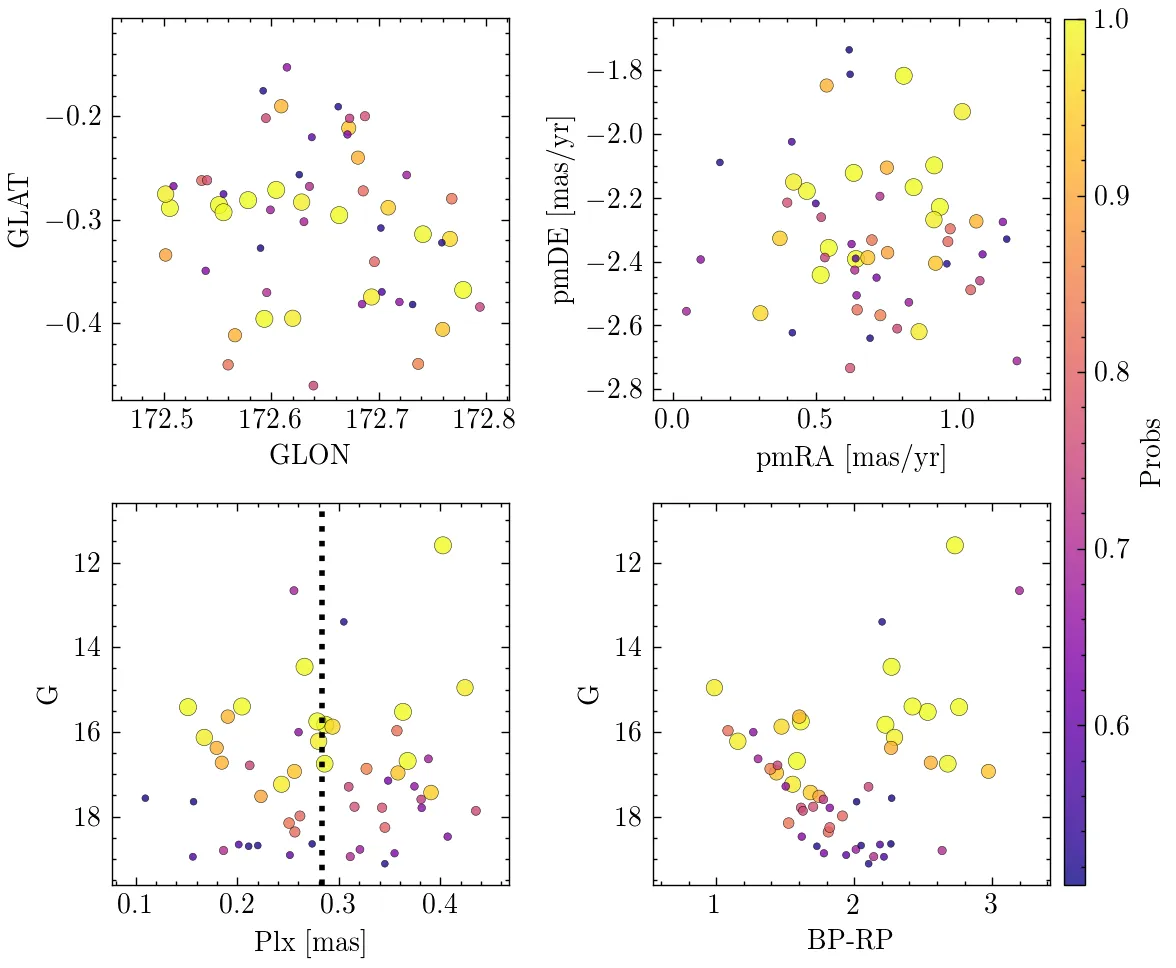 −0.2
−0.3
−0.4
GLAT
172.5 172.6 172.7 172.8
GLON
−1.8
−2.0
−2.2
−2.4
−2.6
−2.8
pmDE [mas/yr]
0.0 0.5 1.0
pmRA [mas/yr]
1.0
0.9
0.8
0.7
0.6
Probs
12
14
16
18
G
0.1 0.2 0.3 0.4
Plx [mas]
12
14
16
18
G
1 2 3
BP-RP